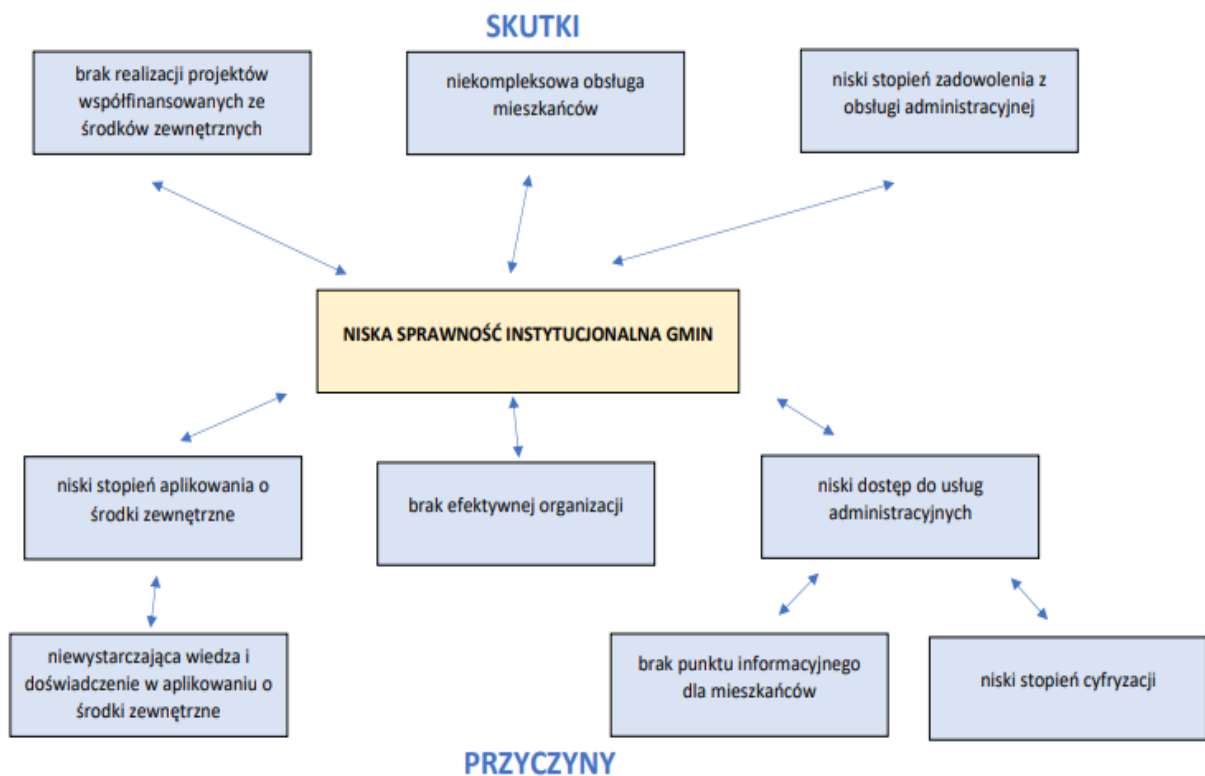 SKUTKI
brak realizacji projektów
współfinansowanych ze
środków zewnętrznych
niekompleksowa obsługa
mieszkańców
niski stopień zadowolenia z
obsługi administracyjnej
NISKA SPRAWNOŚĆ INSTYTUCJONALNA GMIN
niski stopień aplikowania o
środki zewnętrzne
brak efektywnej organizacji
niski dostęp do usług
administracyjnych
niewystarczająca wiedza i
doświadczenie w aplikowaniu o
środki zewnętrzne
brak punktu informacyjnego
dla mieszkańców
niski stopień cyfryzacji
PRZYCZYNY